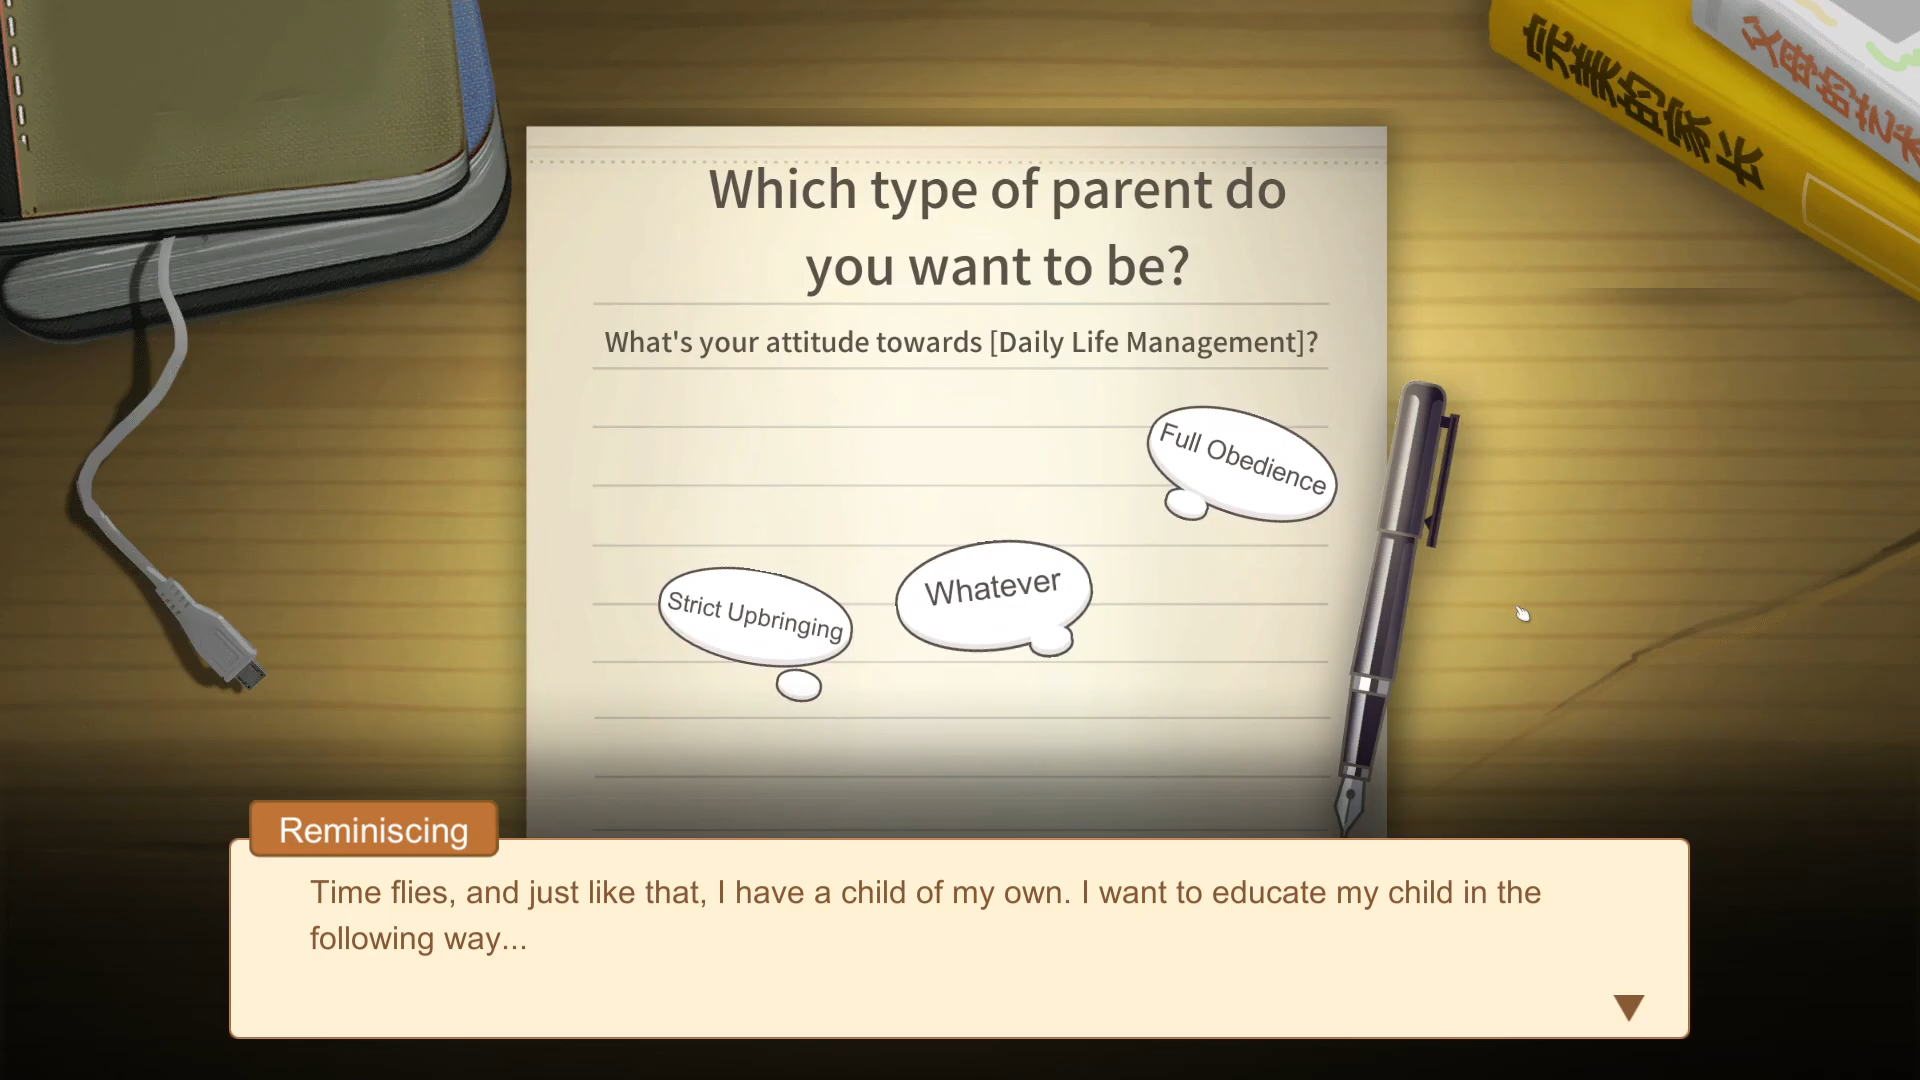 Which type of parent do
you want to be?
What's your attitude towards [Daily Life Management]?
Full Obedience
Whatever
Strict Upbringing
Reminiscing
Time flies, and just like that, I have a child of my own. I want to educate my child in the
following way...